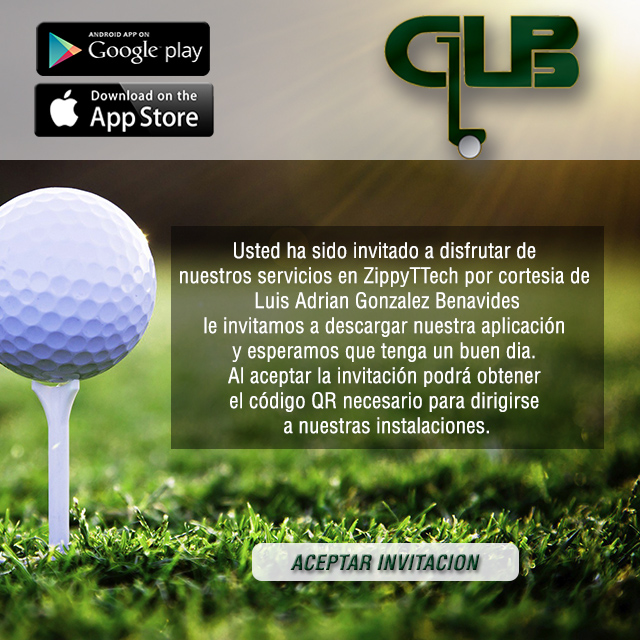 ANDROID APP ON
Google play
Download on the
App Store
CLUB
Usted ha sido invitado a disfrutar de
nuestros servicios en ZippyTTech por cortesia de
Luis Adrian Gonzalez Benavides
le invitamos a descargar nuestra aplicación
y esperamos que tenga un buen dia.
Al aceptar la invitación podrá obtener
el código QR necesario para dirigirse
a nuestras instalaciones.
ACEPTAR INVITACION